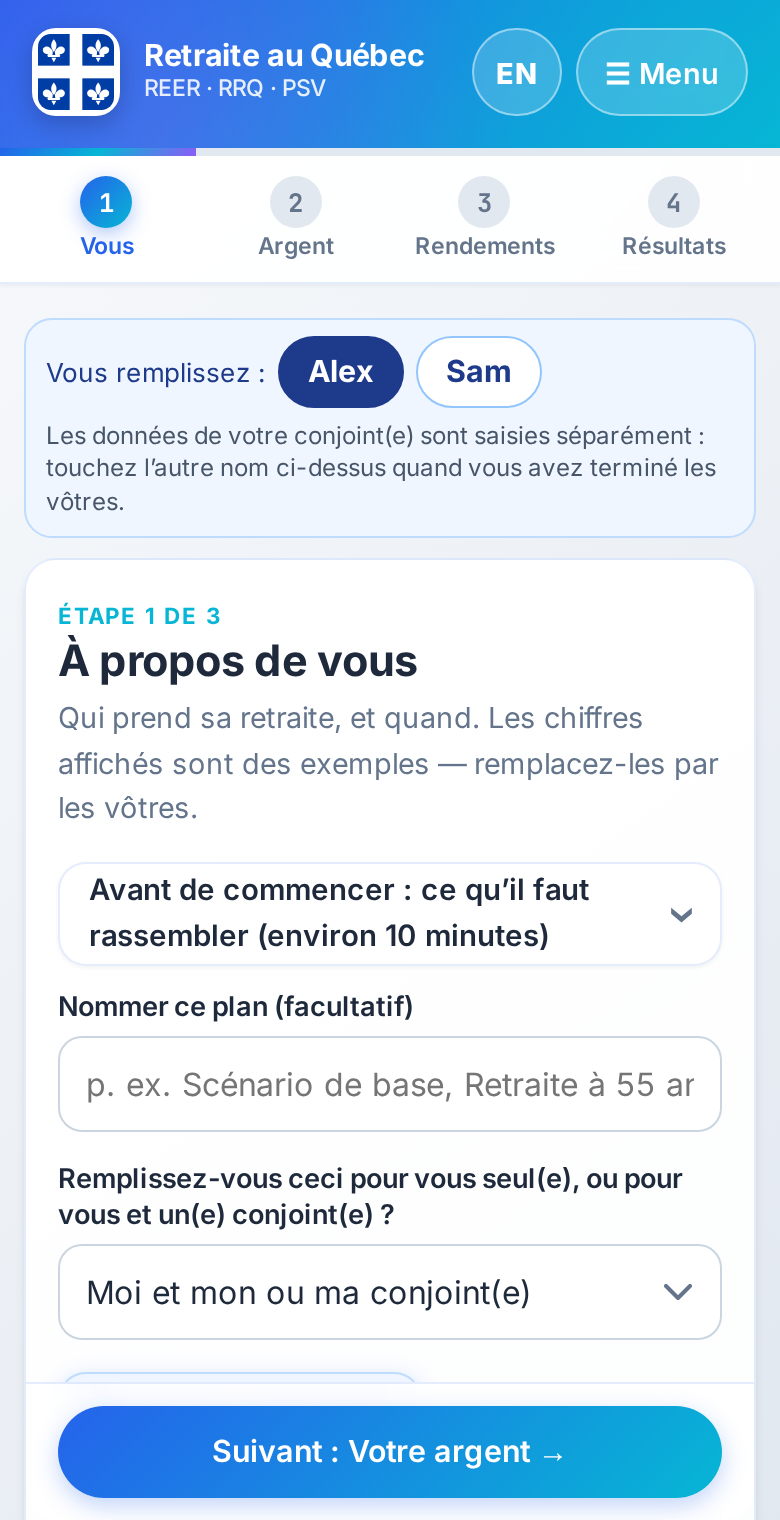 Retraite au Québec
REER · RRQ · PSV
EN
☰ Menu
1
Vous
2
Argent
3
Rendements
4
Résultats
Vous remplissez :
Alex
Sam
Les données de votre conjoint(e) sont saisies séparément :
touchez l’autre nom ci-dessus quand vous avez terminé les
vôtres.
ÉTAPE 1 DE 3
À propos de vous
Qui prend sa retraite, et quand. Les chiffres
affichés sont des exemples — remplacez-les par
les vôtres.
Avant de commencer : ce qu’il faut
rassembler (environ 10 minutes)
Nommer ce plan (facultatif)
p. ex. Scénario de base, Retraite à 55 an
Remplissez-vous ceci pour vous seul(e), ou pour
vous et un(e) conjoint(e) ?
Moi et mon ou ma conjoint(e)
Suivant : Votre argent →